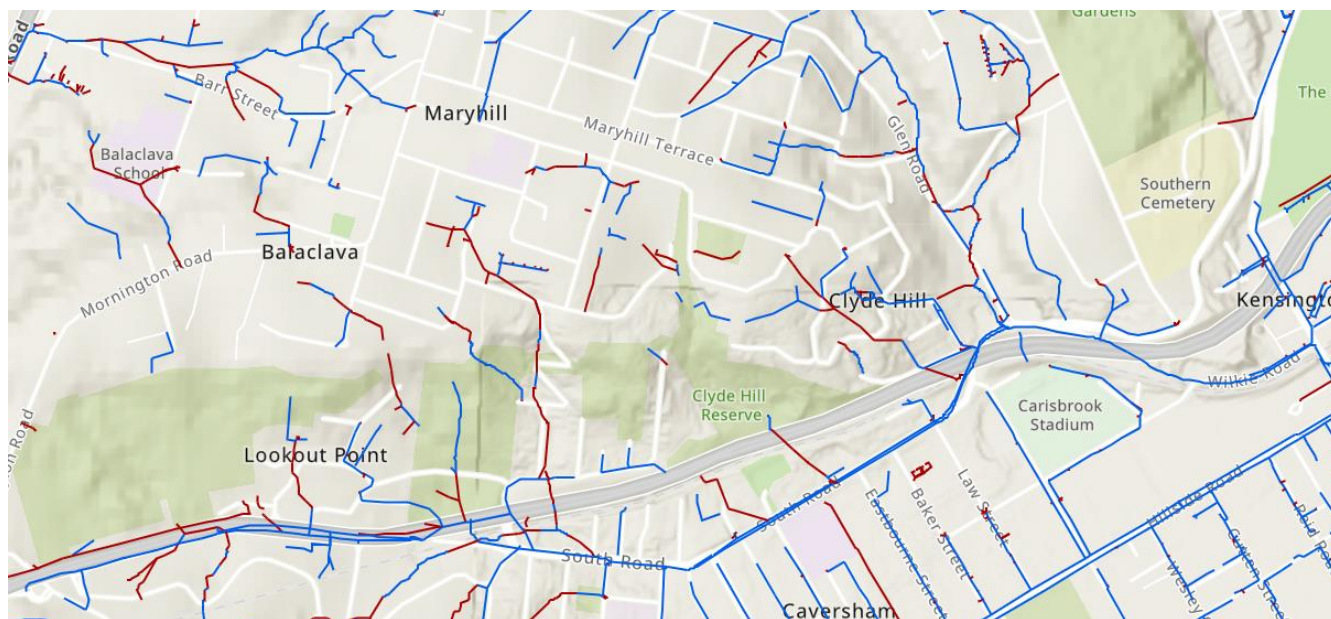 Gardens
Road
The
Barr Street
Maryhill
Maryhill Terrace
Glen Road
Balaclava
School
Southern
Cemetery
Balaclava
Mornington Road
Clyde Hill
Clyde Hill
Reserve
Wilkie Road
Carisbrook
Stadium
Lookout Point
Road
South Road
Hillside Road
Law Street
Baker Street
Eastbourne Street
South Road
Caversham